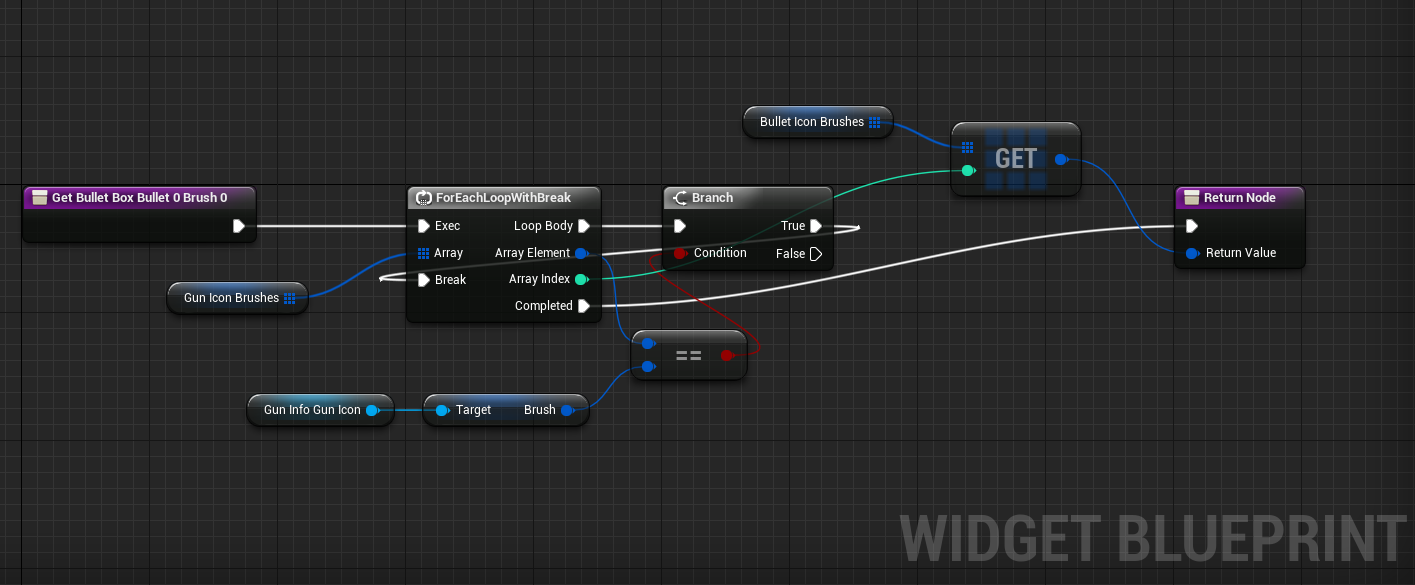 Bullet Icon Brushes
GET
Get Bullet Box Bullet 0 Brush 0
ForEachLoopWithBreak
Branch
Return Node
Exec Loop Body
True
Array Array Element
Condition False
Return Value
Break Array Index
Gun Icon Brushes
Completed
==
Gun Info Gun Icon
Target Brush
WIDGET BLUEPRINT